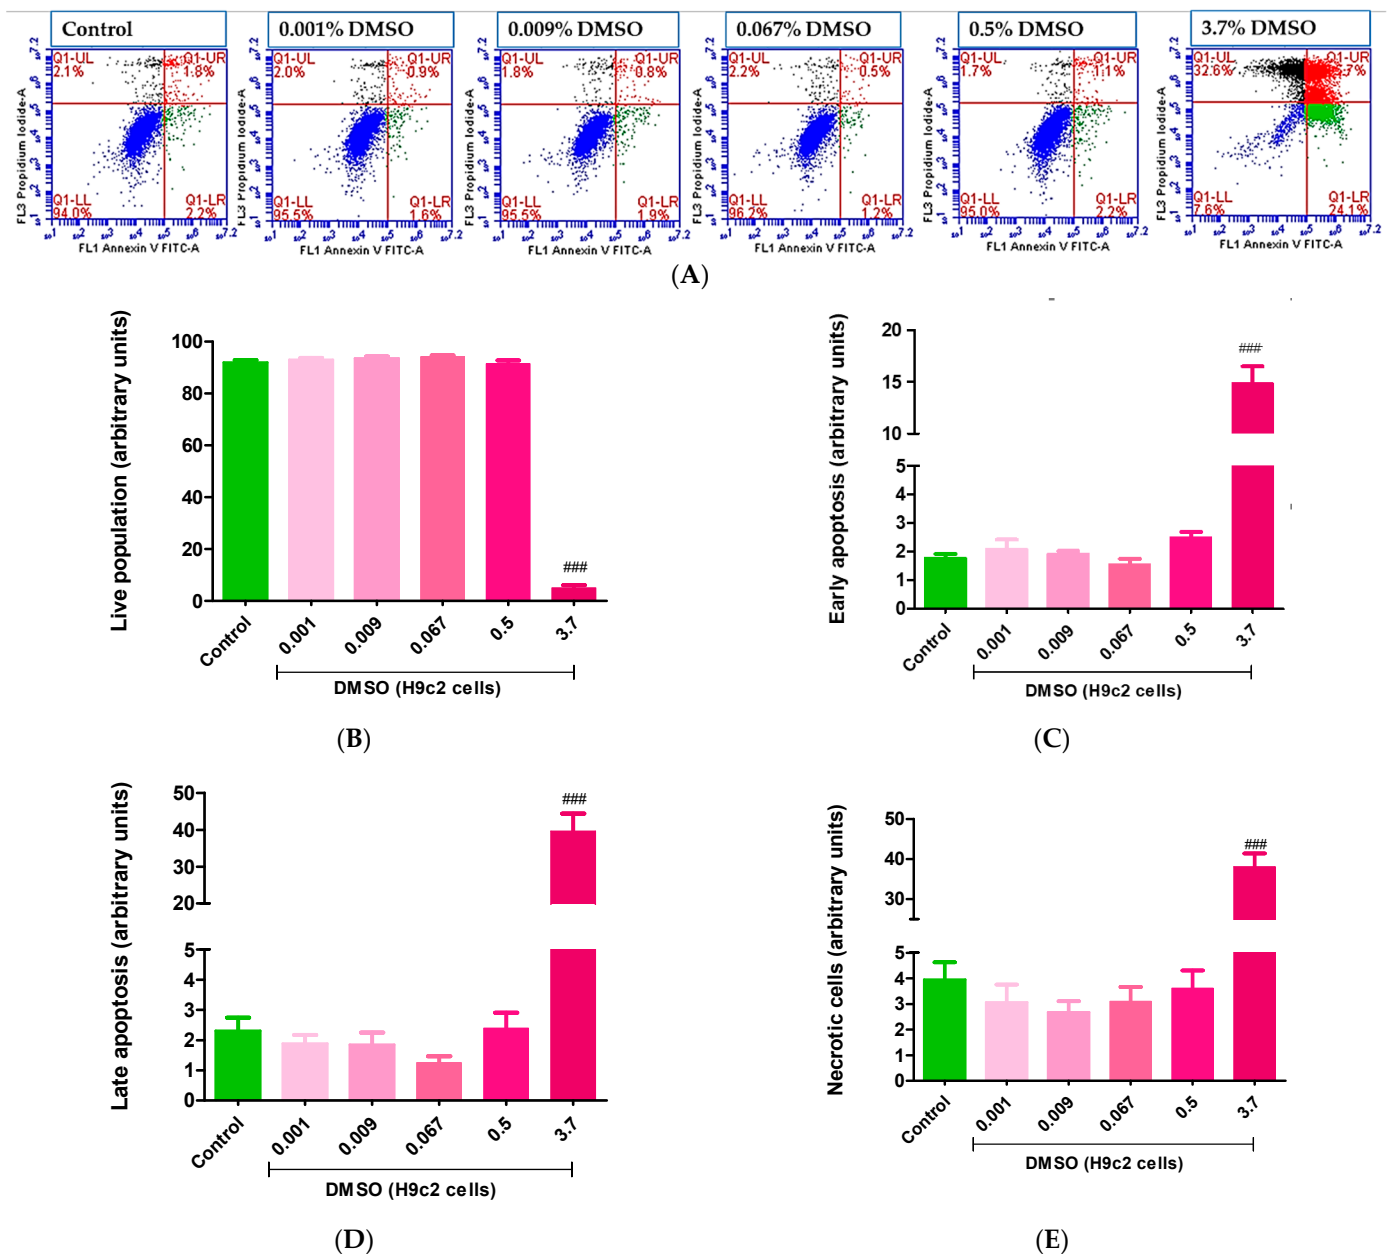 Control
0.001% DMSO
0.009% DMSO
0.067% DMSO
0.5% DMSO
3.7% DMSO
Q1-UL Q1-UR
2.1% 1.8%
Q1-LL Q1-LR
94.0% 2.2%
FL3 Propidium Iodide-A
FL1 Annexin V FITC-A
Q1-UL Q1-UR
2.0% 0.9%
Q1-LL Q1-LR
95.5% 1.6%
FL3 Propidium Iodide-A
FL1 Annexin V FITC-A
Q1-UL Q1-UR
1.8% 0.8%
Q1-LL Q1-LR
95.5% 1.9%
FL3 Propidium Iodide-A
FL1 Annexin V FITC-A
Q1-UL Q1-UR
2.2% 0.5%
Q1-LL Q1-LR
96.2% 1.2%
FL3 Propidium Iodide-A
FL1 Annexin V FITC-A
Q1-UL Q1-UR
1.7% 1.1%
Q1-LL Q1-LR
95.0% 2.2%
FL3 Propidium Iodide-A
FL1 Annexin V FITC-A
Q1-UL Q1-UR
32.6%
Q1-LL Q1-LR
7.6% 24.1%
FL3 Propidium Iodide-A
FL1 Annexin V FITC-A
(A)
Live population (arbitrary units)
100
80
60
40
20
0
###
Control 0.001 0.009 0.067 0.5 3.7
DMSO (H9c2 cells)
(B)
Early apoptosis (arbitrary units)
20
15
10
5
4
3
2
1
0
###
Control 0.001 0.009 0.067 0.5 3.7
DMSO (H9c2 cells)
(C)
Late apoptosis (arbitrary units)
50
40
30
20
5
4
3
2
1
0
###
Control 0.001 0.009 0.067 0.5 3.7
DMSO (H9c2 cells)
(D)
Necrotic cells (arbitrary units)
50
40
30
5
4
3
2
1
0
###
Control 0.001 0.009 0.067 0.5 3.7
DMSO (H9c2 cells)
(E)